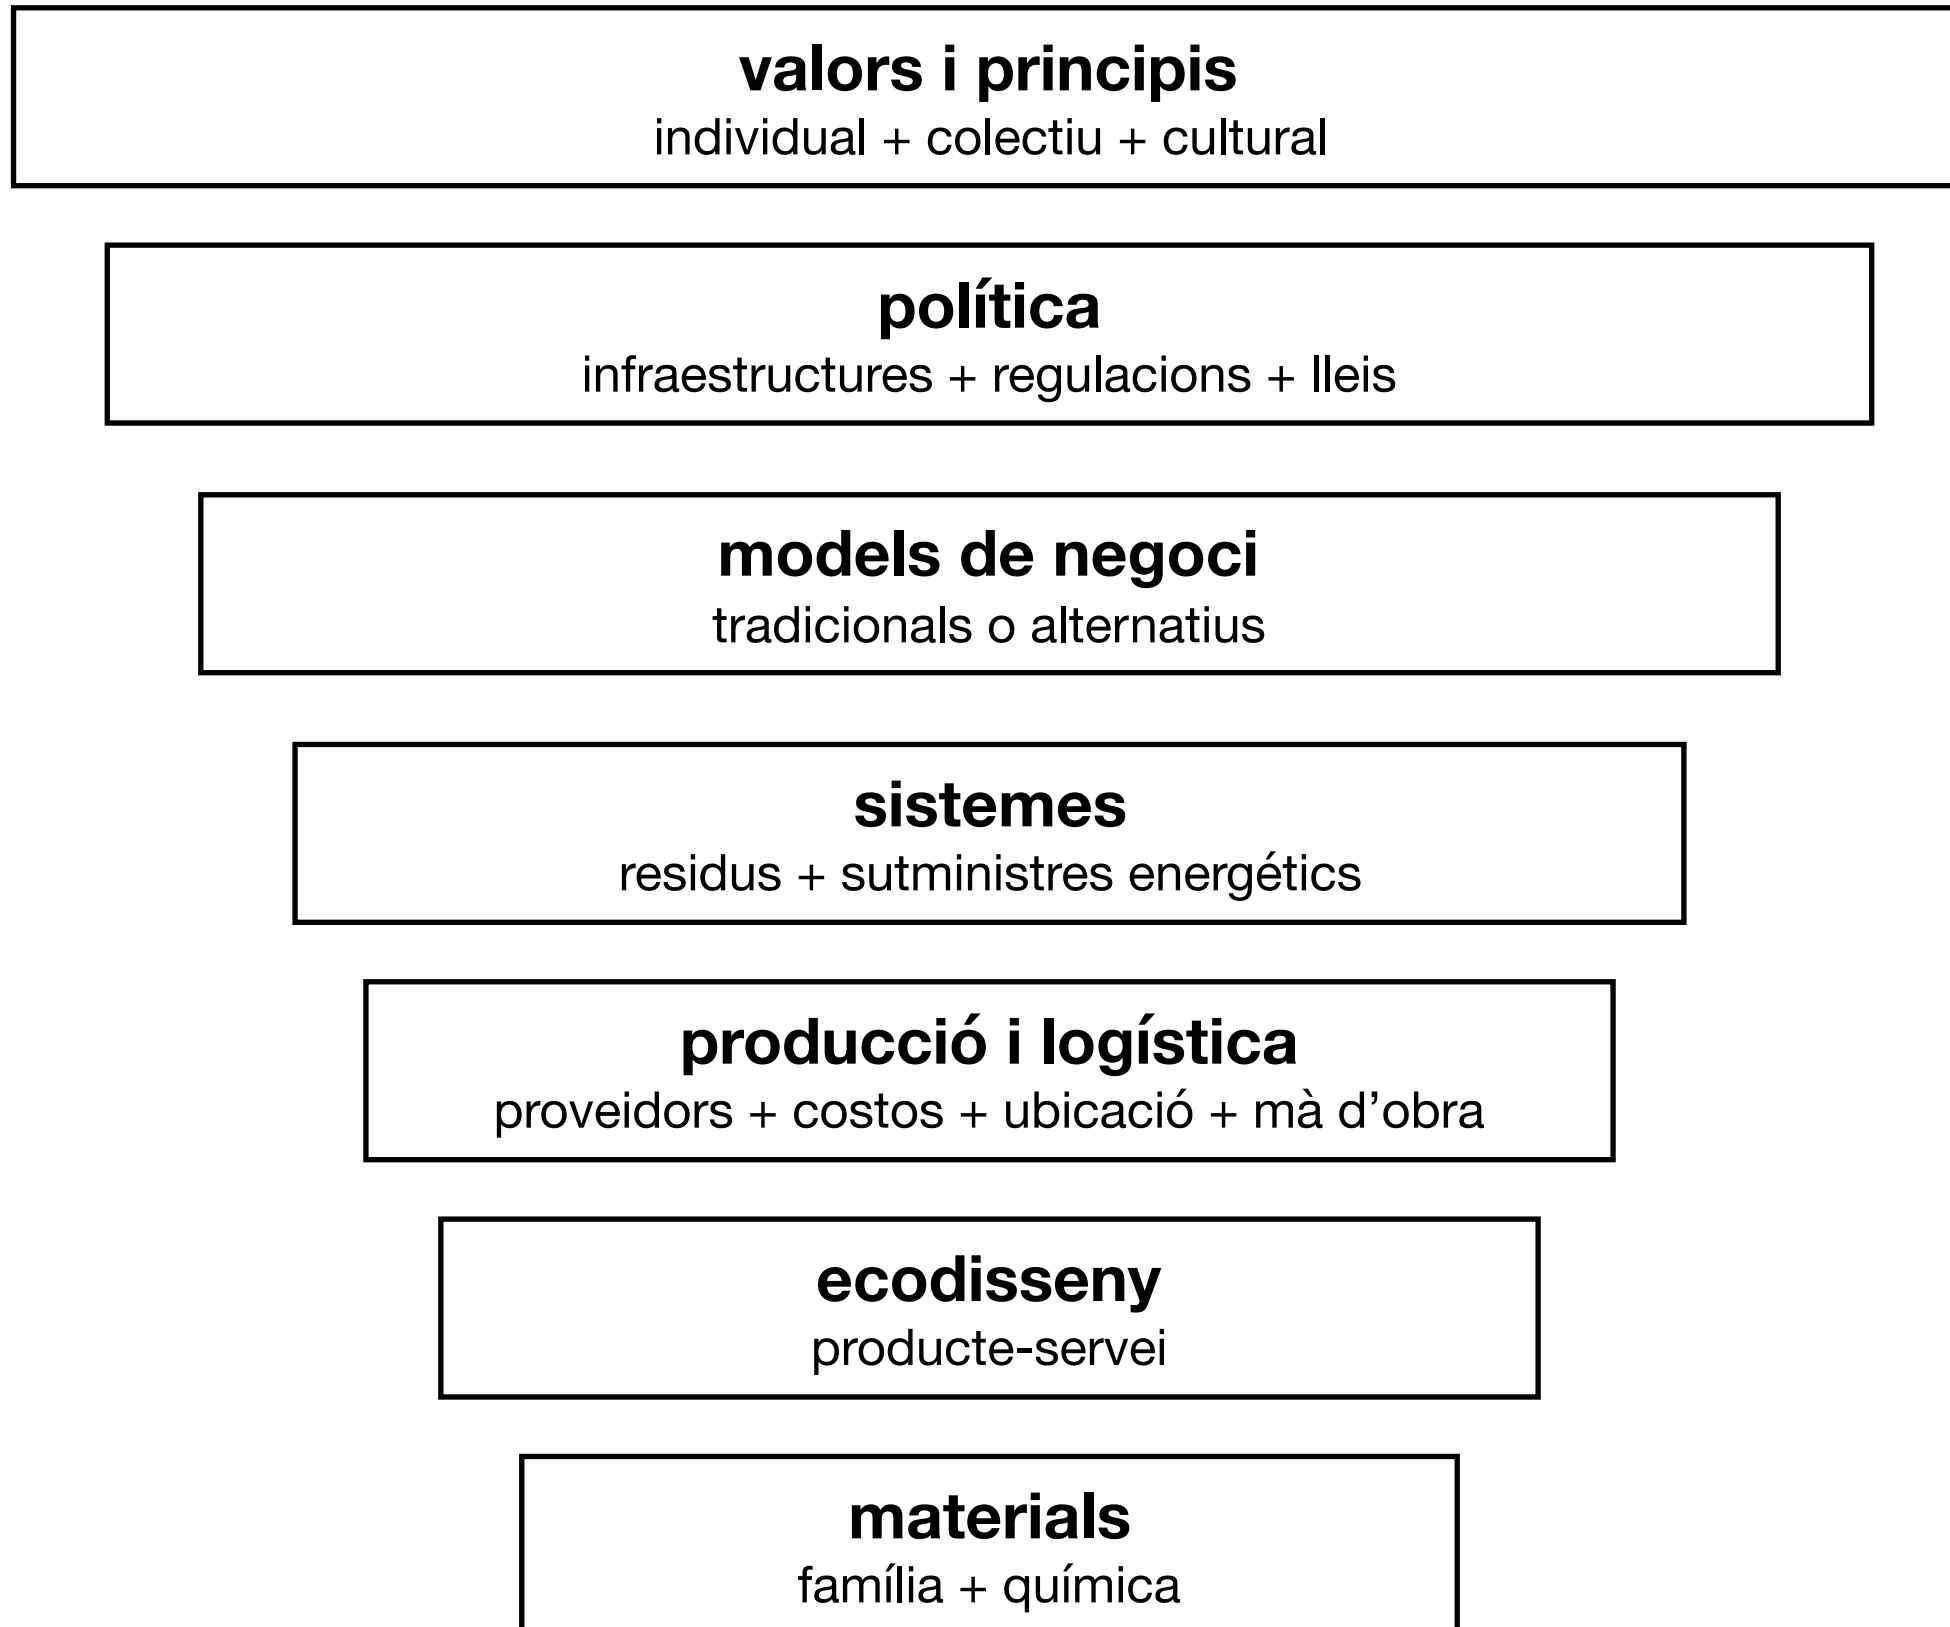 valors i principis
individual + colectiu + cultural
política
infraestructures + regulacions + lleis
models de negoci
tradicionals o alternatius
sistemes
residus + sutministres energétics
producció i logística
proveidors + costos + ubicació + mà d’obra
ecodisseny
producte-servei
materials
família + química